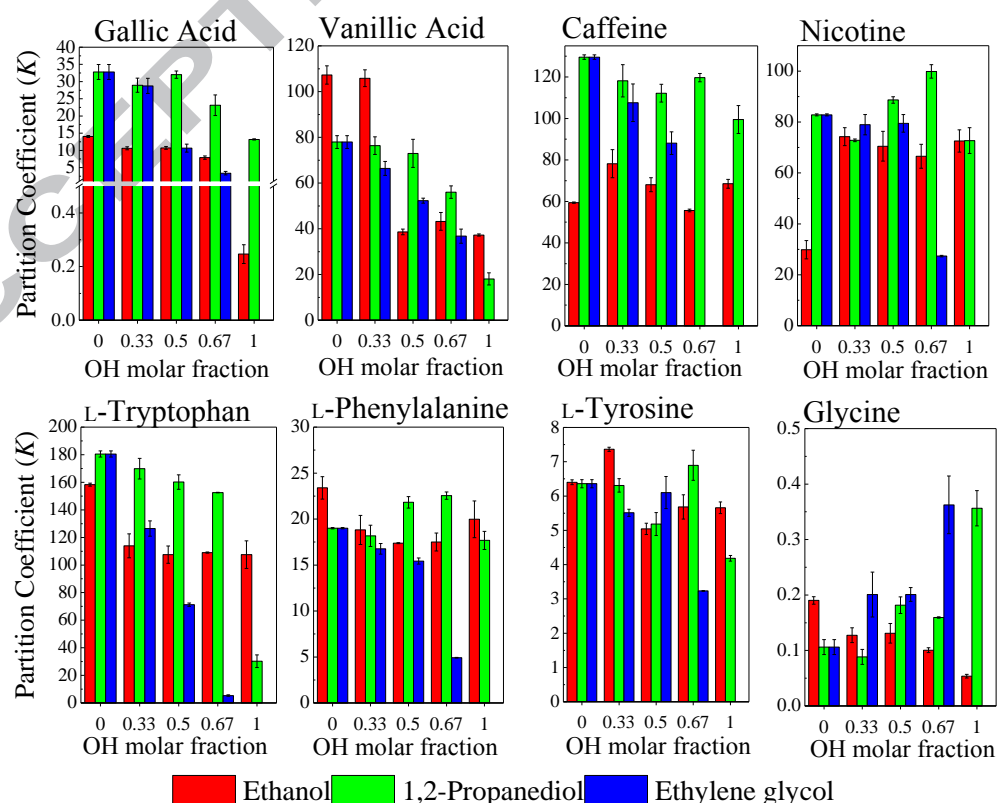 CCEPT
Gallic Acid
Vanillic Acid
Caffeine
Nicotine
Partition Coefficient (K)
40
35
30
25
20
15
10
5
0.4
0.2
0.0
0 0.33 0.5 0.67 1
OH molar fraction
120
100
80
60
40
20
0
0 0.33 0.5 0.67 1
OH molar fraction
120
100
80
60
40
20
0
0 0.33 0.5 0.67 1
OH molar fraction
100
80
60
40
20
0
0 0.33 0.5 0.67 1
OH molar fraction
L-Tryptophan
L-Phenylalanine
L-Tyrosine
Glycine
Partition Coefficient (K)
200
180
160
140
120
100
80
60
40
20
0
0 0.33 0.5 0.67 1
OH molar fraction
30
25
20
15
10
5
0
0 0.33 0.5 0.67 1
OH molar fraction
8
7
6
5
4
3
2
1
0
0 0.33 0.5 0.67 1
OH molar fraction
0.5
0.4
0.3
0.2
0.1
0.0
0 0.33 0.5 0.67 1
OH molar fraction
Ethanol 1,2-Propanediol Ethylene glycol